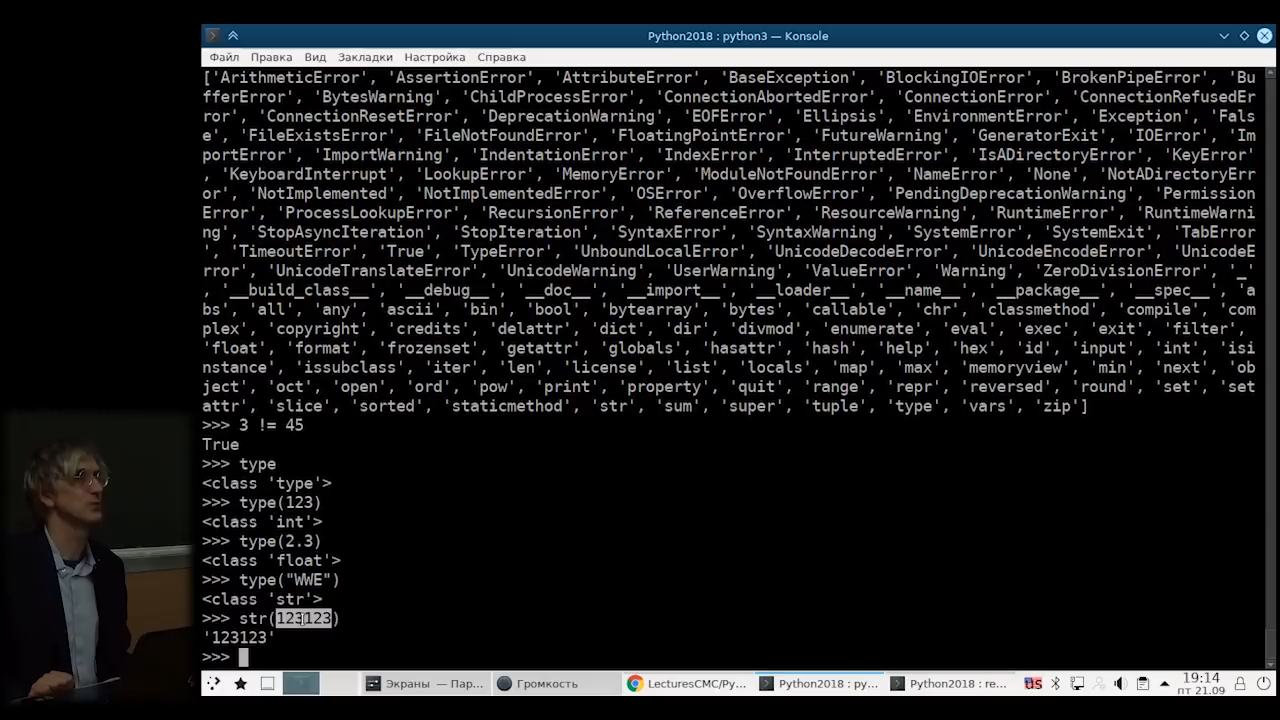 Python2018 : python3 — Konsole
Файл Правка Вид Закладки Настройка Справка
['ArithmeticError', 'AssertionError', 'AttributeError', 'BaseException', 'BlockingIOError', 'BrokenPipeError', 'Bu
fferError', 'BytesWarning', 'ChildProcessError', 'ConnectionAbortedError', 'ConnectionError', 'ConnectionRefusedEr
ror', 'ConnectionResetError', 'DeprecationWarning', 'EOFError', 'Ellipsis', 'EnvironmentError', 'Exception', 'Fals
e', 'FileExistsError', 'FileNotFoundError', 'FloatingPointError', 'FutureWarning', 'GeneratorExit', 'IOError', 'Im
portError', 'ImportWarning', 'IndentationError', 'IndexError', 'InterruptedError', 'IsADirectoryError', 'KeyError'
, 'KeyboardInterrupt', 'LookupError', 'MemoryError', 'ModuleNotFoundError', 'NameError', 'None', 'NotADirectoryErr
or', 'NotImplemented', 'NotImplementedError', 'OSError', 'OverflowError', 'PendingDeprecationWarning', 'Permission
Error', 'ProcessLookupError', 'RecursionError', 'ReferenceError', 'ResourceWarning', 'RuntimeError', 'RuntimeWarni
ng', 'StopAsyncIteration', 'StopIteration', 'SyntaxError', 'SyntaxWarning', 'SystemError', 'SystemExit', 'TabError
', 'TimeoutError', 'True', 'TypeError', 'UnboundLocalError', 'UnicodeDecodeError', 'UnicodeEncodeError', 'UnicodeE
rror', 'UnicodeTranslateError', 'UnicodeWarning', 'UserWarning', 'ValueError', 'Warning', 'ZeroDivisionError', '_'
, '__build_class__', '__debug__', '__doc__', '__import__', '__loader__', '__name__', '__package__', '__spec__', 'a
bs', 'all', 'any', 'ascii', 'bin', 'bool', 'bytearray', 'bytes', 'callable', 'chr', 'classmethod', 'compile', 'com
plex', 'copyright', 'credits', 'delattr', 'dict', 'dir', 'divmod', 'enumerate', 'eval', 'exec', 'exit', 'filter',
'float', 'format', 'frozenset', 'getattr', 'globals', 'hasattr', 'hash', 'help', 'hex', 'id', 'input', 'int', 'isi
nstance', 'issubclass', 'iter', 'len', 'license', 'list', 'locals', 'map', 'max', 'memoryview', 'min', 'next', 'ob
ject', 'oct', 'open', 'ord', 'pow', 'print', 'property', 'quit', 'range', 'repr', 'reversed', 'round', 'set', 'set
attr', 'slice', 'sorted', 'staticmethod', 'str', 'sum', 'super', 'tuple', 'type', 'vars', 'zip']
>>> 3 != 45
True
>>> type
<class 'type'>
>>> type(123)
<class 'int'>
>>> type(2.3)
<class 'float'>
>>> type("WWE")
<class 'str'>
>>> str(123123)
'123123'
>>>
Экраны — Пар... Громкость LecturesCMC/Py... Python2018 : py... Python2018 : re... us 19:14
пт 21.09